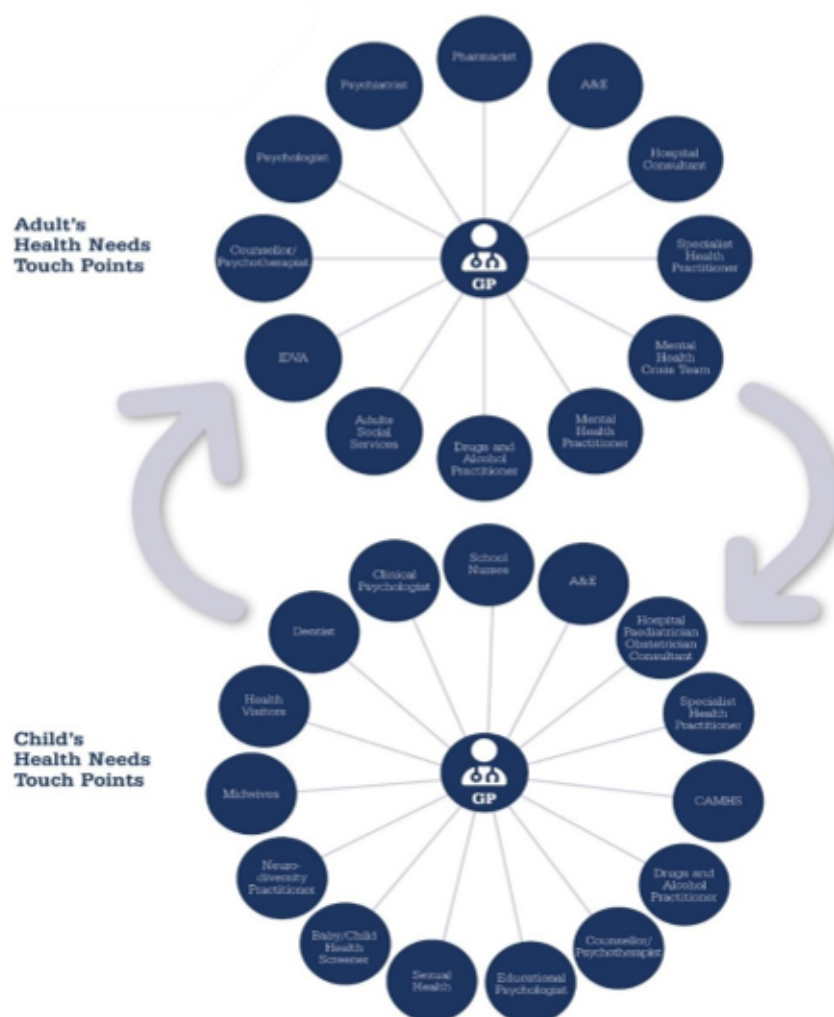 Pharmacist
Psychiatrist
A&E
Psychologist
Hospital
Consultant
Adult's
Health Needs
Touch Points
Counsellor/
Psychotherapist
GP
Specialist
Health
Practitioner
IDVA
Mental
Health
Crisis Team
Adults
Social
Services
Drugs and
Alcohol
Practitioner
Mental
Health
Practitioner
School
Nurses
Clinical
Psychologist
A&E
Dentist
Hospital
Paediatrician
Obstetrician
Consultant
Health
Visitors
Specialist
Health
Practitioner
Child's
Health Needs
Touch Points
GP
Midwives
CAMHS
Neuro-
diversity
Practitioner
Drugs and
Alcohol
Practitioner
Baby/Child
Health
Screener
Counsellor/
Psychotherapist
Sexual
Health
Educational
Psychologist